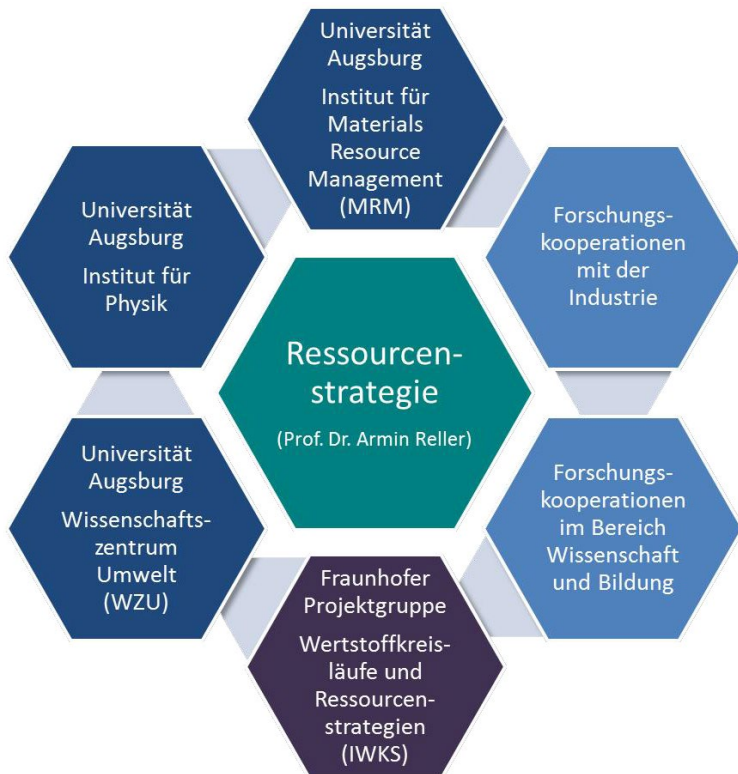 Universität
Augsburg
Institut für
Materials
Resource
Management
(MRM)
Universität
Augsburg
Institut für
Physik
Forschungs-
kooperationen
mit der
Industrie
Ressourcen-
strategie
(Prof. Dr. Armin Reller)
Universität
Augsburg
Wissenschafts-
zentrum
Umwelt
(WZU)
Forschungs-
kooperationen
im Bereich
Wissenschaft
und Bildung
Fraunhofer
Projektgruppe
Wertstoffkreis-
läufe und
Ressourcen-
strategien
(IWKS)